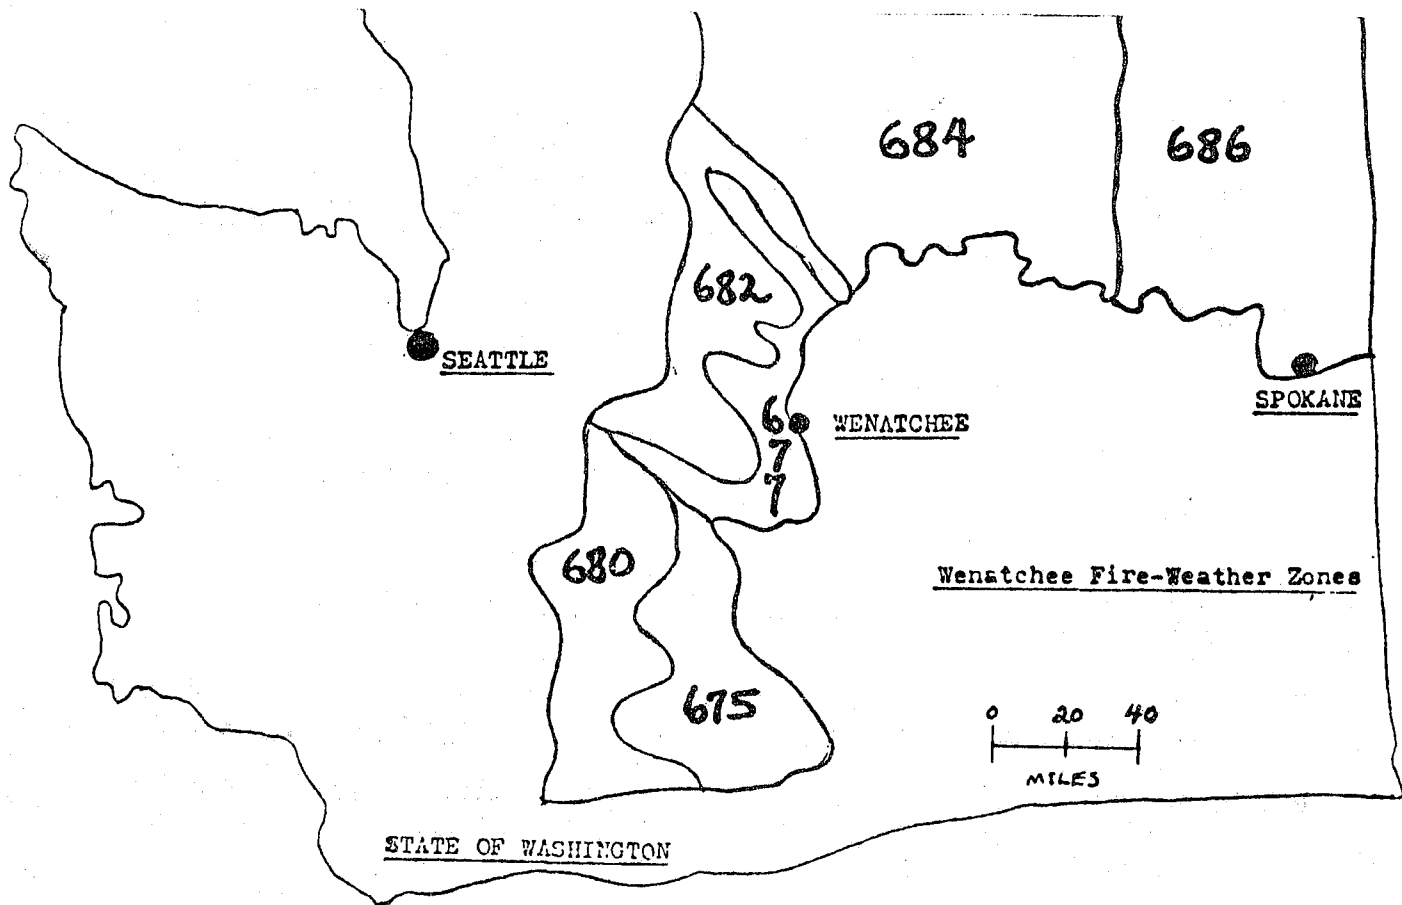 684
686
682
SEATTLE
SPOKANE
6
7
7
WENATCHEE
680
Wenatchee Fire-Weather Zones
675
0 20 40
MILES
STATE OF WASHINGTON